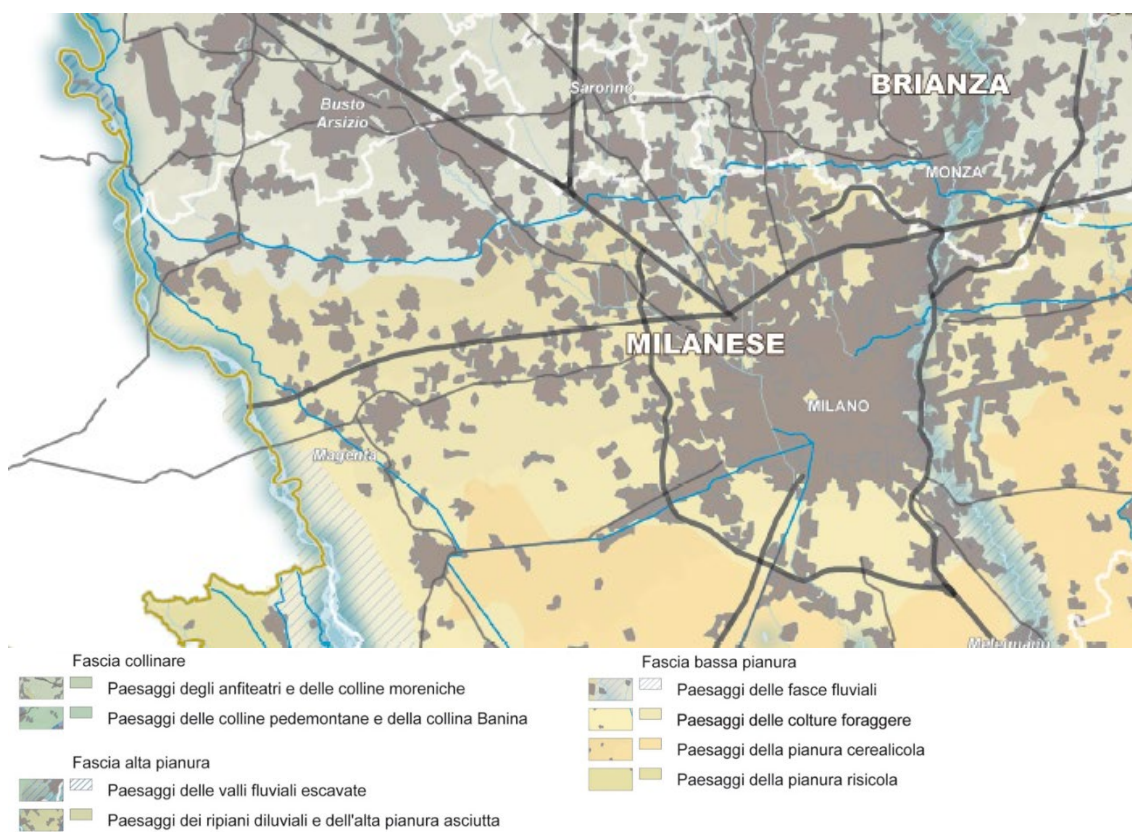 BRIANZA
Saronno
Busto
Arsizio
MONZA
MILANESE
MILANO
Magenta
Melegnano
Fascia collinare
Paesaggi degli anfiteatri e delle colline moreniche
Paesaggi delle colline pedemontane e della collina Banina
Fascia alta pianura
Paesaggi delle valli fluviali escavate
Paesaggi dei ripiani diluviali e dell'alta pianura asciutta
Fascia bassa pianura
Paesaggi delle fasce fluviali
Paesaggi delle colture foraggere
Paesaggi della pianura cerealicola
Paesaggi della pianura risicola